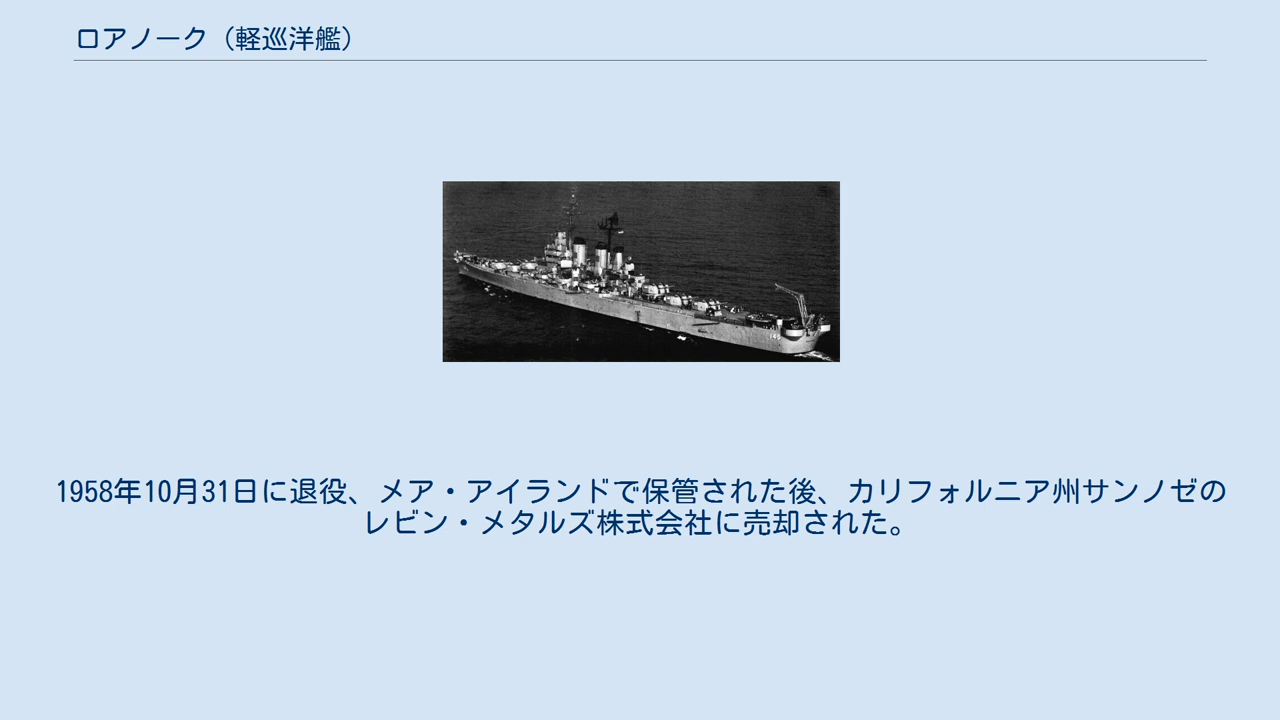 ロアノーク（軽巡洋艦）
1958年10月31日に退役、メア・アイランドで保管された後、カリフォルニア州サンノゼの
レビン・メタルズ株式会社に売却された。